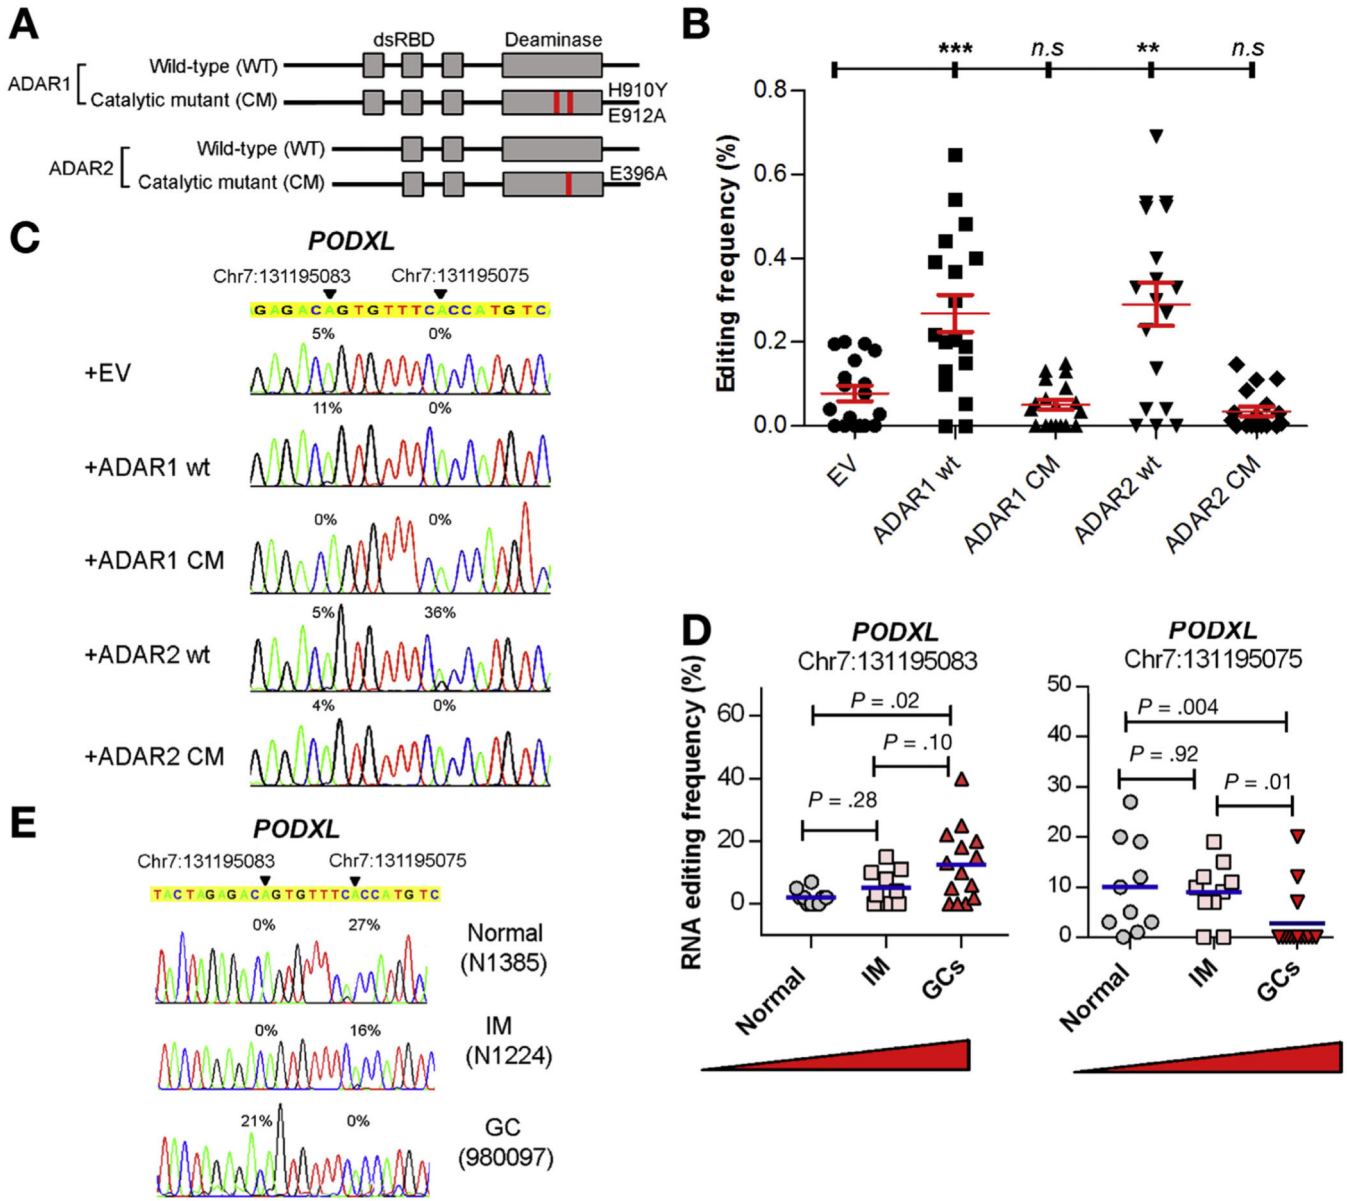 A
dsRBD Deaminase
ADAR1
Wild-type (WT)
Catalytic mutant (CM)
H910Y
E912A
ADAR2
Wild-type (WT)
Catalytic mutant (CM)
E396A
B
*** n.s ** n.s
Editing frequency (%)
0.8
0.6
0.4
0.2
0.0
EV
ADAR1 wt
ADAR1 CM
ADAR2 wt
ADAR2 CM
C
PODXL
Chr7:131195083 Chr7:131195075
GAGACAGTGTTTCACCATGTC
+EV
5% 0%
+ADAR1 wt
11% 0%
+ADAR1 CM
0% 0%
+ADAR2 wt
5% 36%
+ADAR2 CM
4% 0%
D
PODXL
Chr7:131195083
RNA editing frequency (%)
60
40
20
0
P = .02
P = .10
P = .28
Normal
IM
GCs
PODXL
Chr7:131195075
50
40
30
20
10
0
P = .004
P = .92
P = .01
Normal
IM
GCs
E
PODXL
Chr7:131195083 Chr7:131195075
TACTAGAGACAGTGTTTCACCATGTC
0% 27%
Normal
(N1385)
0% 16%
IM
(N1224)
21% 0%
GC
(980097)